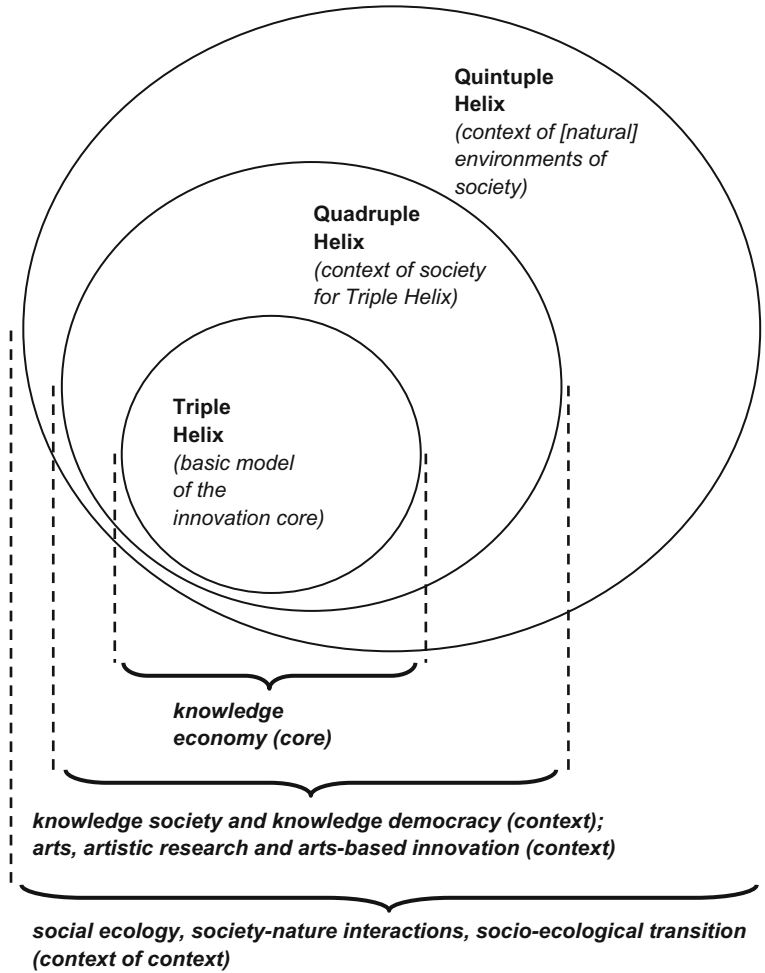 Quintuple
Helix
(context of [natural]
environments of
society)
Quadruple
Helix
(context of society
for Triple Helix)
Triple
Helix
(basic model
of the
innovation core)
knowledge
economy (core)
knowledge society and knowledge democracy (context);
arts, artistic research and arts-based innovation (context)
social ecology, society-nature interactions, socio-ecological transition
(context of context)